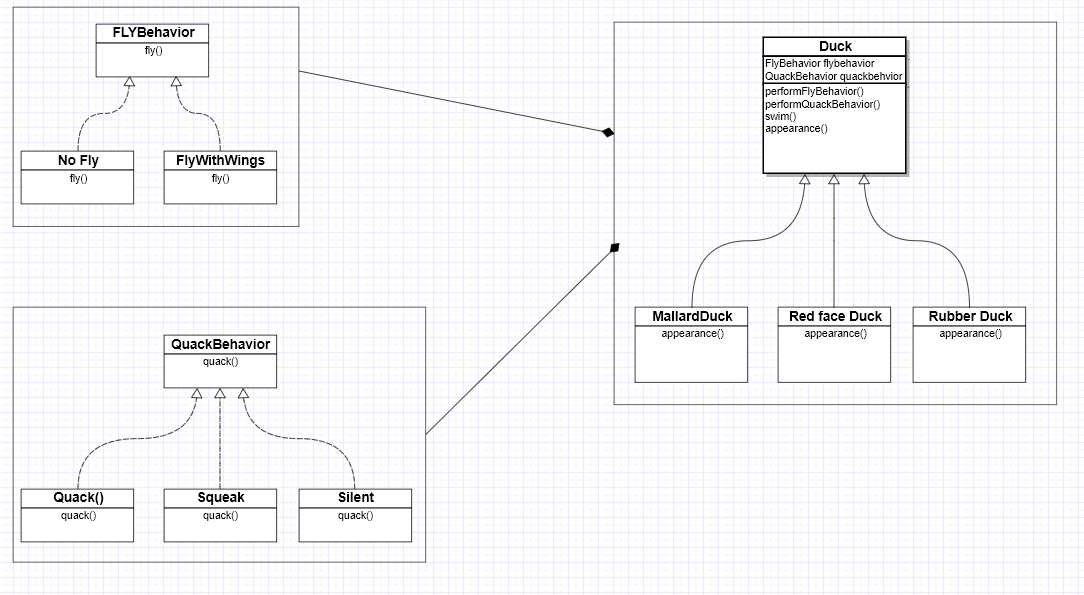 FLYBehavior
fly()
No Fly
fly()
FlyWithWings
fly()
Duck
FlyBehavior flybehavior
QuackBehavior quackbehvior
performFlyBehavior()
performQuackBehavior()
swim()
appearance()
MallardDuck
appearance()
Red face Duck
appearance()
Rubber Duck
appearance()
QuackBehavior
quack()
Quack()
quack()
Squeak
quack()
Silent
quack()